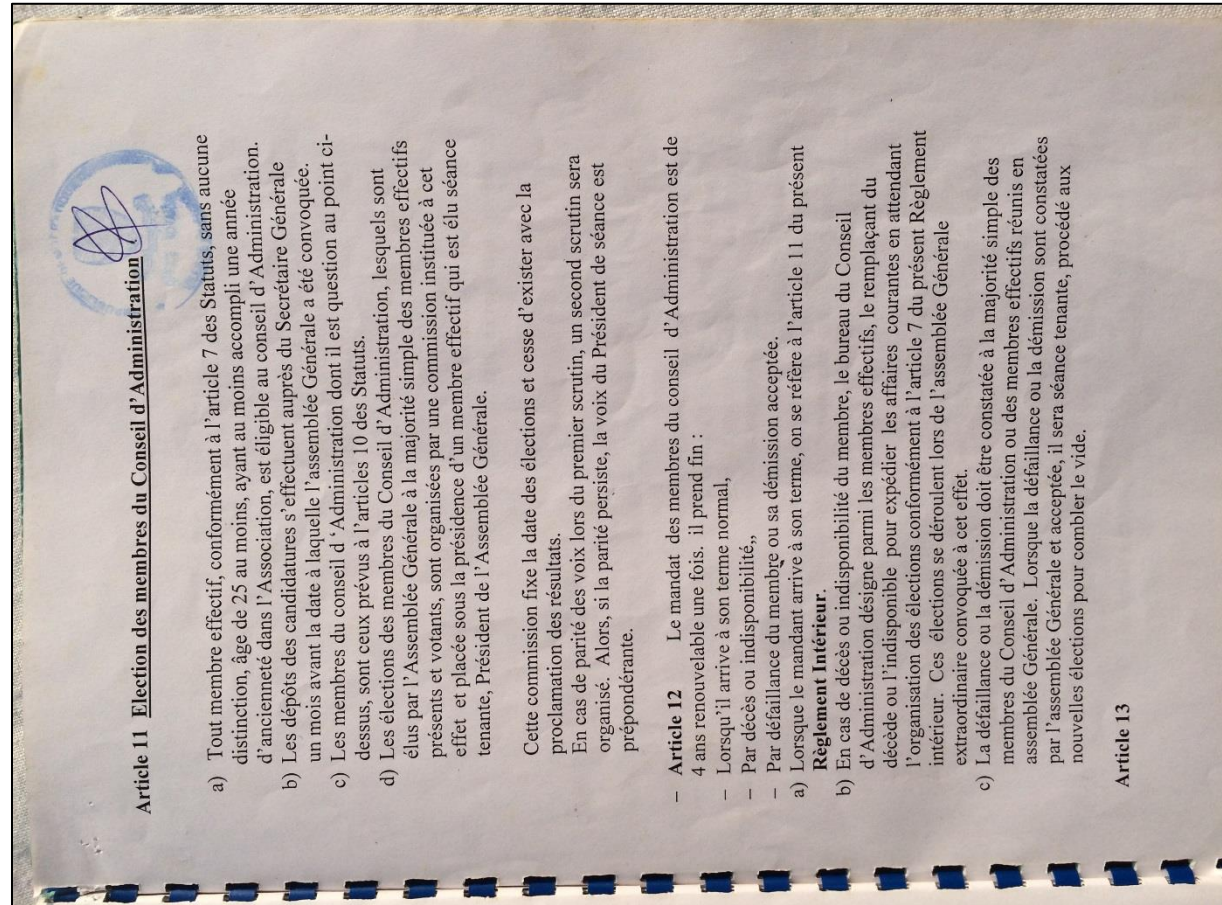 Article 11 Election des membres du Conseil d'Administration
a) Tout membre effectif, conformément à l'article 7 des Statuts, sans aucune
distinction, âge de 25 au moins, ayant au moins accompli une année
d'ancienneté dans l'Association, est éligible au conseil d'Administration.
b) Les dépôts des candidatures s'effectuent auprès du Secrétaire Générale
un mois avant la date à laquelle l'assemblée Générale a été convoquée.
c) Les membres du conseil d 'Administration dont il est question au point ci-
dessus, sont ceux prévus à l'articles 10 des Statuts.
d) Les élections des membres du Conseil d'Administration, lesquels sont
élus par l'Assemblée Générale à la majorité simple des membres effectifs
présents et votants, sont organisées par une commission instituée à cet
effet et placée sous la présidence d'un membre effectif qui est élu séance
tenante, Président de l'Assemblée Générale.
Cette commission fixe la date des élections et cesse d'exister avec la
proclamation des résultats.
En cas de parité des voix lors du premier scrutin, un second scrutin sera
organisé. Alors, si la parité persiste, la voix du Président de séance est
prépondérante.
– Article 12 Le mandat des membres du conseil d'Administration est de
4 ans renouvelable une fois. il prend fin :
– Lorsqu'il arrive à son terme normal,
– Par décès ou indisponibilité,,
– Par défaillance du membre ou sa démission acceptée.
a) Lorsque le mandant arrive à son terme, on se réfère à l'article 11 du présent
Règlement Intérieur.
b) En cas de décès ou indisponibilité du membre, le bureau du Conseil
d'Administration désigne parmi les membres effectifs, le remplaçant du
décède ou l'indisponible pour expédier les affaires courantes en attendant
l'organisation des élections conformément à l'article 7 du présent Règlement
intérieur. Ces élections se déroulent lors de l'assemblée Générale
extraordinaire convoquée à cet effet.
c) La défaillance ou la démission doit être constatée à la majorité simple des
membres du Conseil d'Administration ou des membres effectifs réunis en
assemblée Générale. Lorsque la défaillance ou la démission sont constatées
par l'assemblée Générale et acceptée, il sera séance tenante, procédé aux
nouvelles élections pour combler le vide.
Article 13